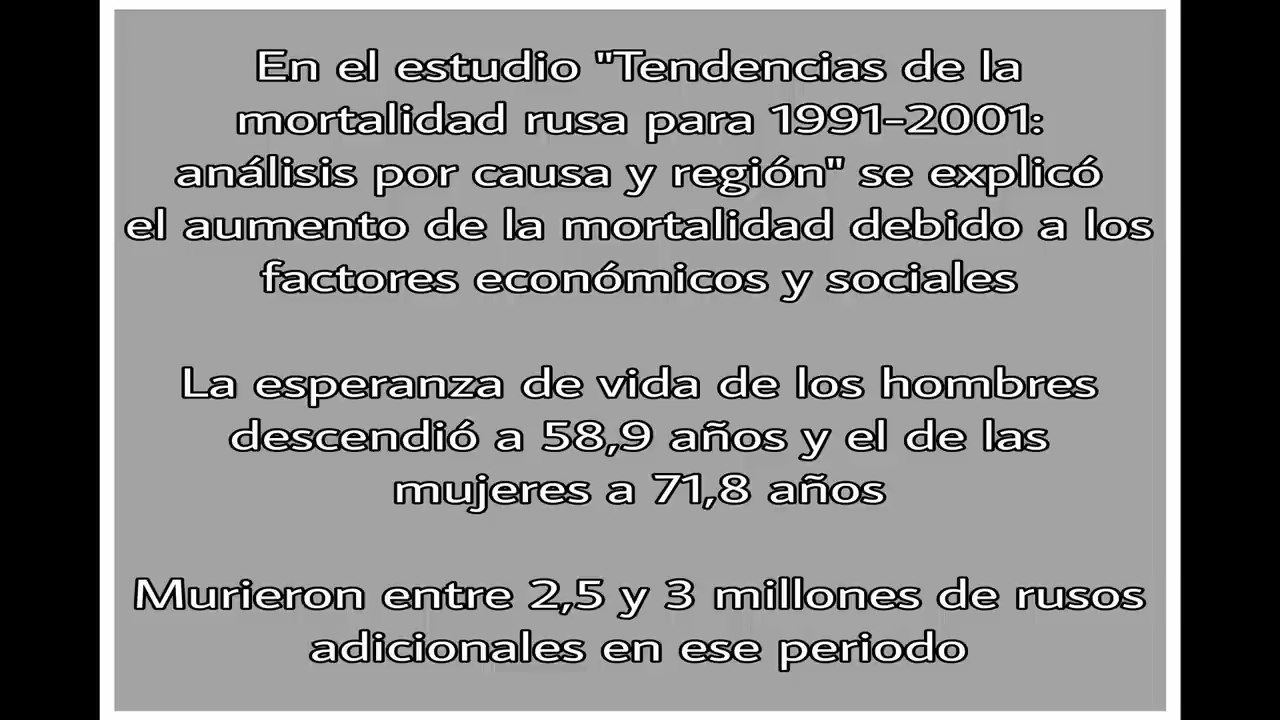 En el estudio "Tendencias de la
mortalidad rusa para 1991-2001:
análisis por causa y región" se explicó
el aumento de la mortalidad debido a los
factores económicos y sociales
La esperanza de vida de los hombres
descendió a 58,9 años y el de las
mujeres a 71,8 años
Murieron entre 2,5 y 3 millones de rusos
adicionales en ese periodo